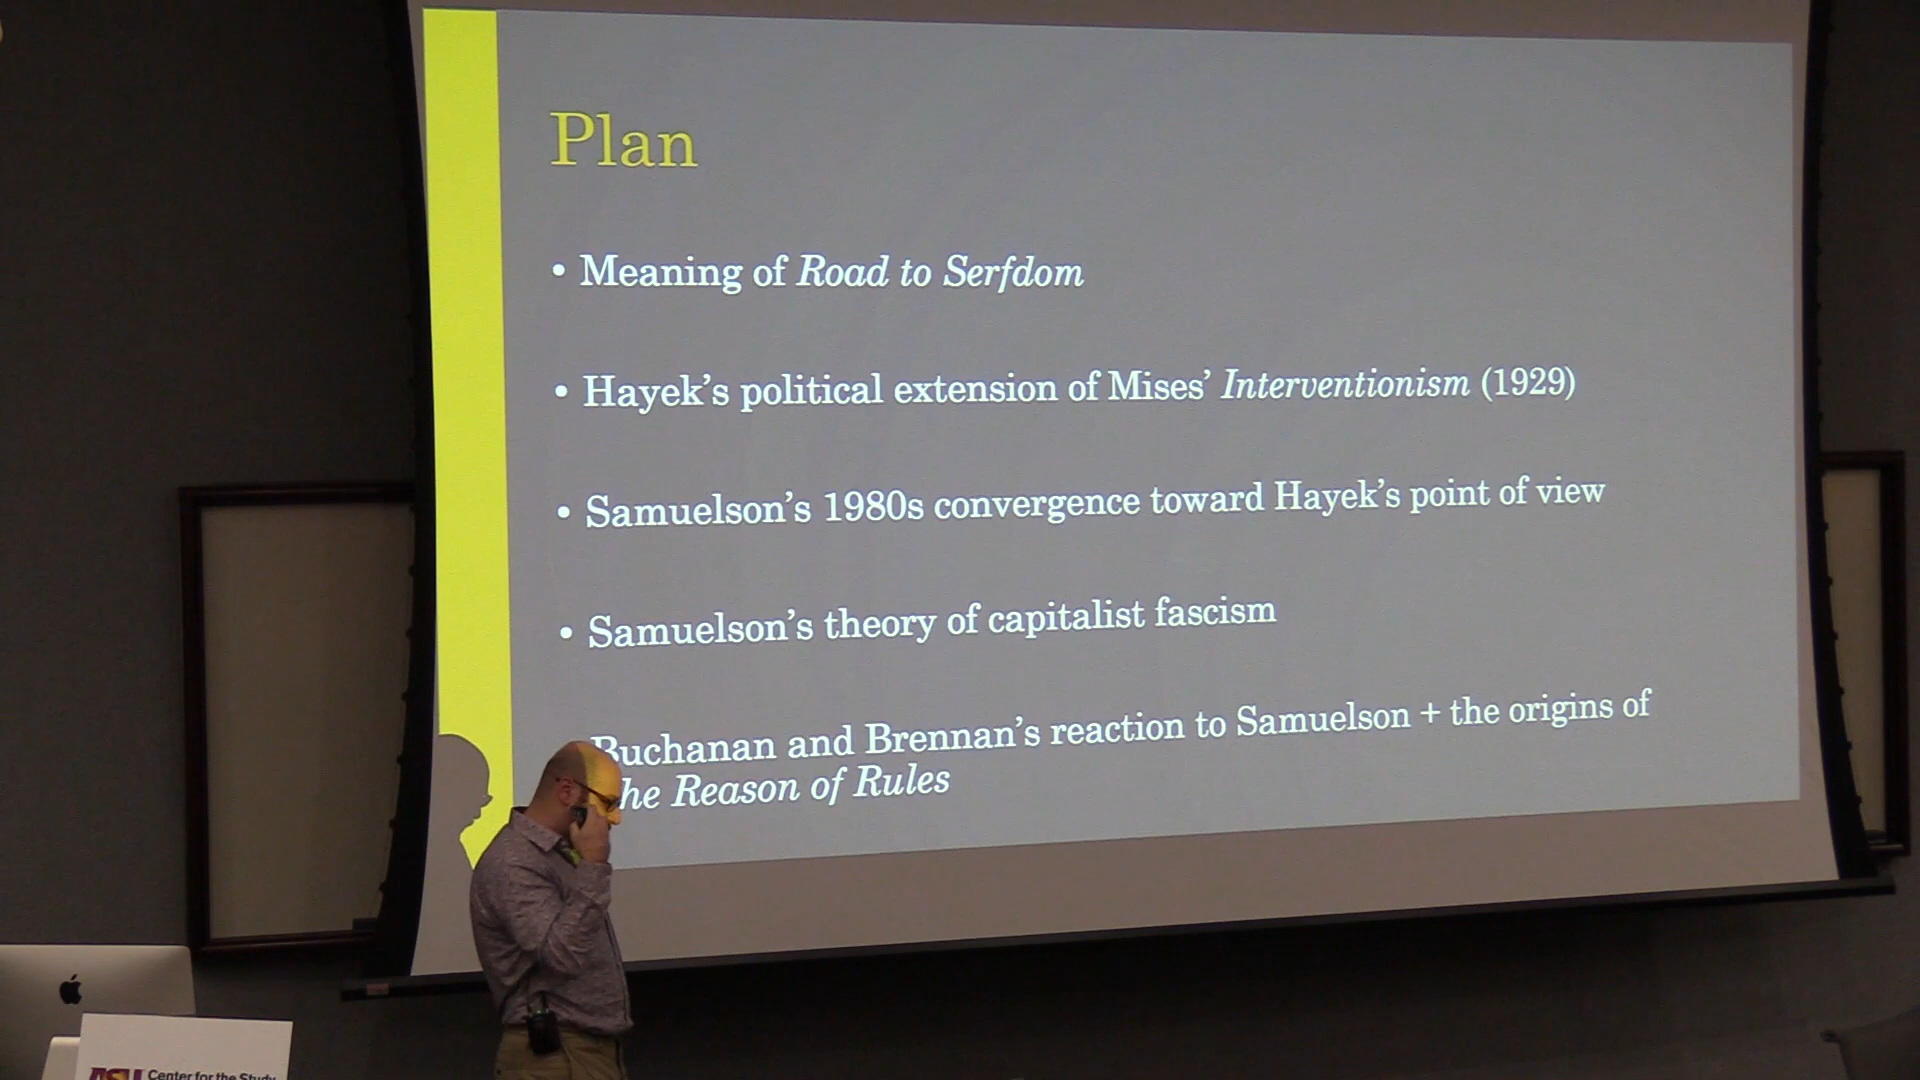 Plan
• Meaning of Road to Serfdom
• Hayek's political extension of Mises' Interventionism (1929)
• Samuelson's 1980s convergence toward Hayek's point of view
• Samuelson's theory of capitalist fascism
Buchanan and Brennan's reaction to Samuelson + the origins of
he Reason of Rules
ASU Center for the Study